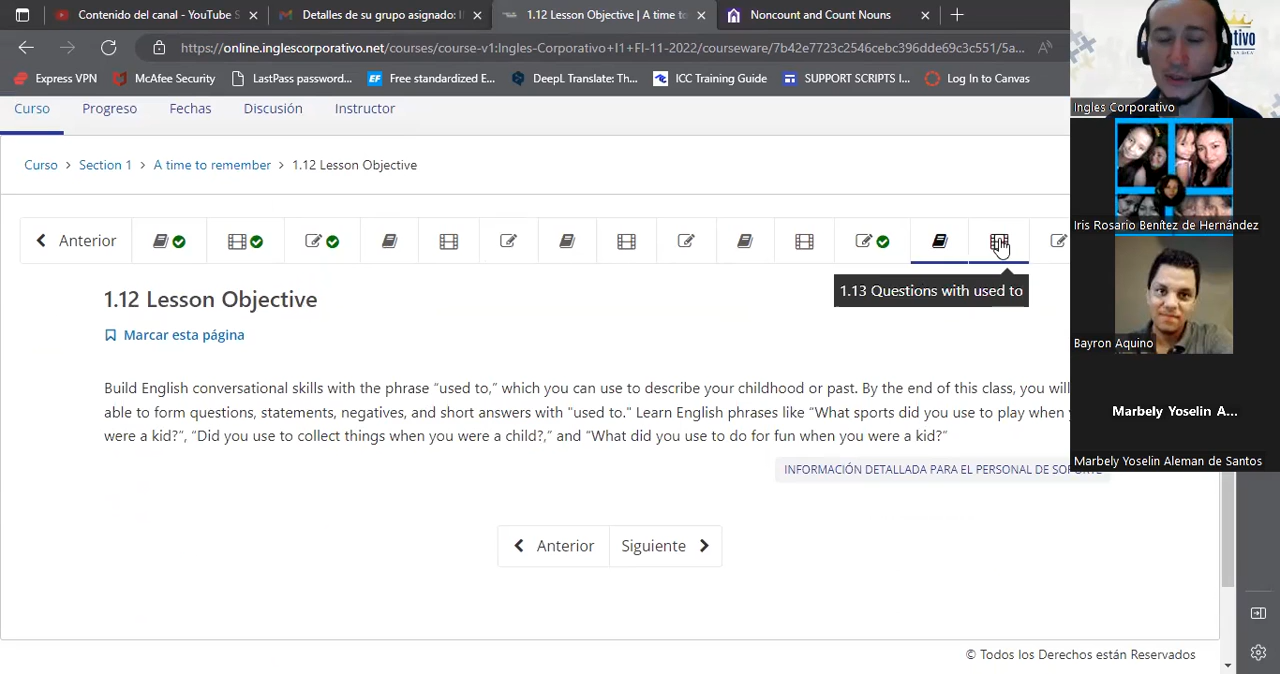 Contenido del canal - YouTube S
Detalles de su grupo asignado: I
1.12 Lesson Objective | A time to
Noncount and Count Nouns
https://online.inglescorporativo.net/courses/course-v1:Ingles-Corporativo+I1+FI-11-2022/courseware/7b42e7723c2546cebc396dde69c3c551/5a...
Express VPN
McAfee Security
LastPass password...
Free standardized E...
DeepL Translate: Th...
ICC Training Guide
SUPPORT SCRIPTS I...
Log In to Canvas
Curso
Progreso
Fechas
Discusión
Instructor
Curso > Section 1 > A time to remember > 1.12 Lesson Objective
Anterior
1.13 Questions with used to
1.12 Lesson Objective
Marcar esta página
Build English conversational skills with the phrase “used to,” which you can use to describe your childhood or past. By the end of this class, you will
able to form questions, statements, negatives, and short answers with “used to.” Learn English phrases like “What sports did you use to play when
were a kid?”, “Did you use to collect things when you were a child?,” and “What did you use to do for fun when you were a kid?”
INFORMACIÓN DETALLADA PARA EL PERSONAL DE SOPORTE
Anterior
Siguiente
© Todos los Derechos están Reservados
Ingles Corporativo
Iris Rosario Benítez de Hernández
Bayron Aquino
Marbely Yoselin A...
Marbely Yoselin Aleman de Santos